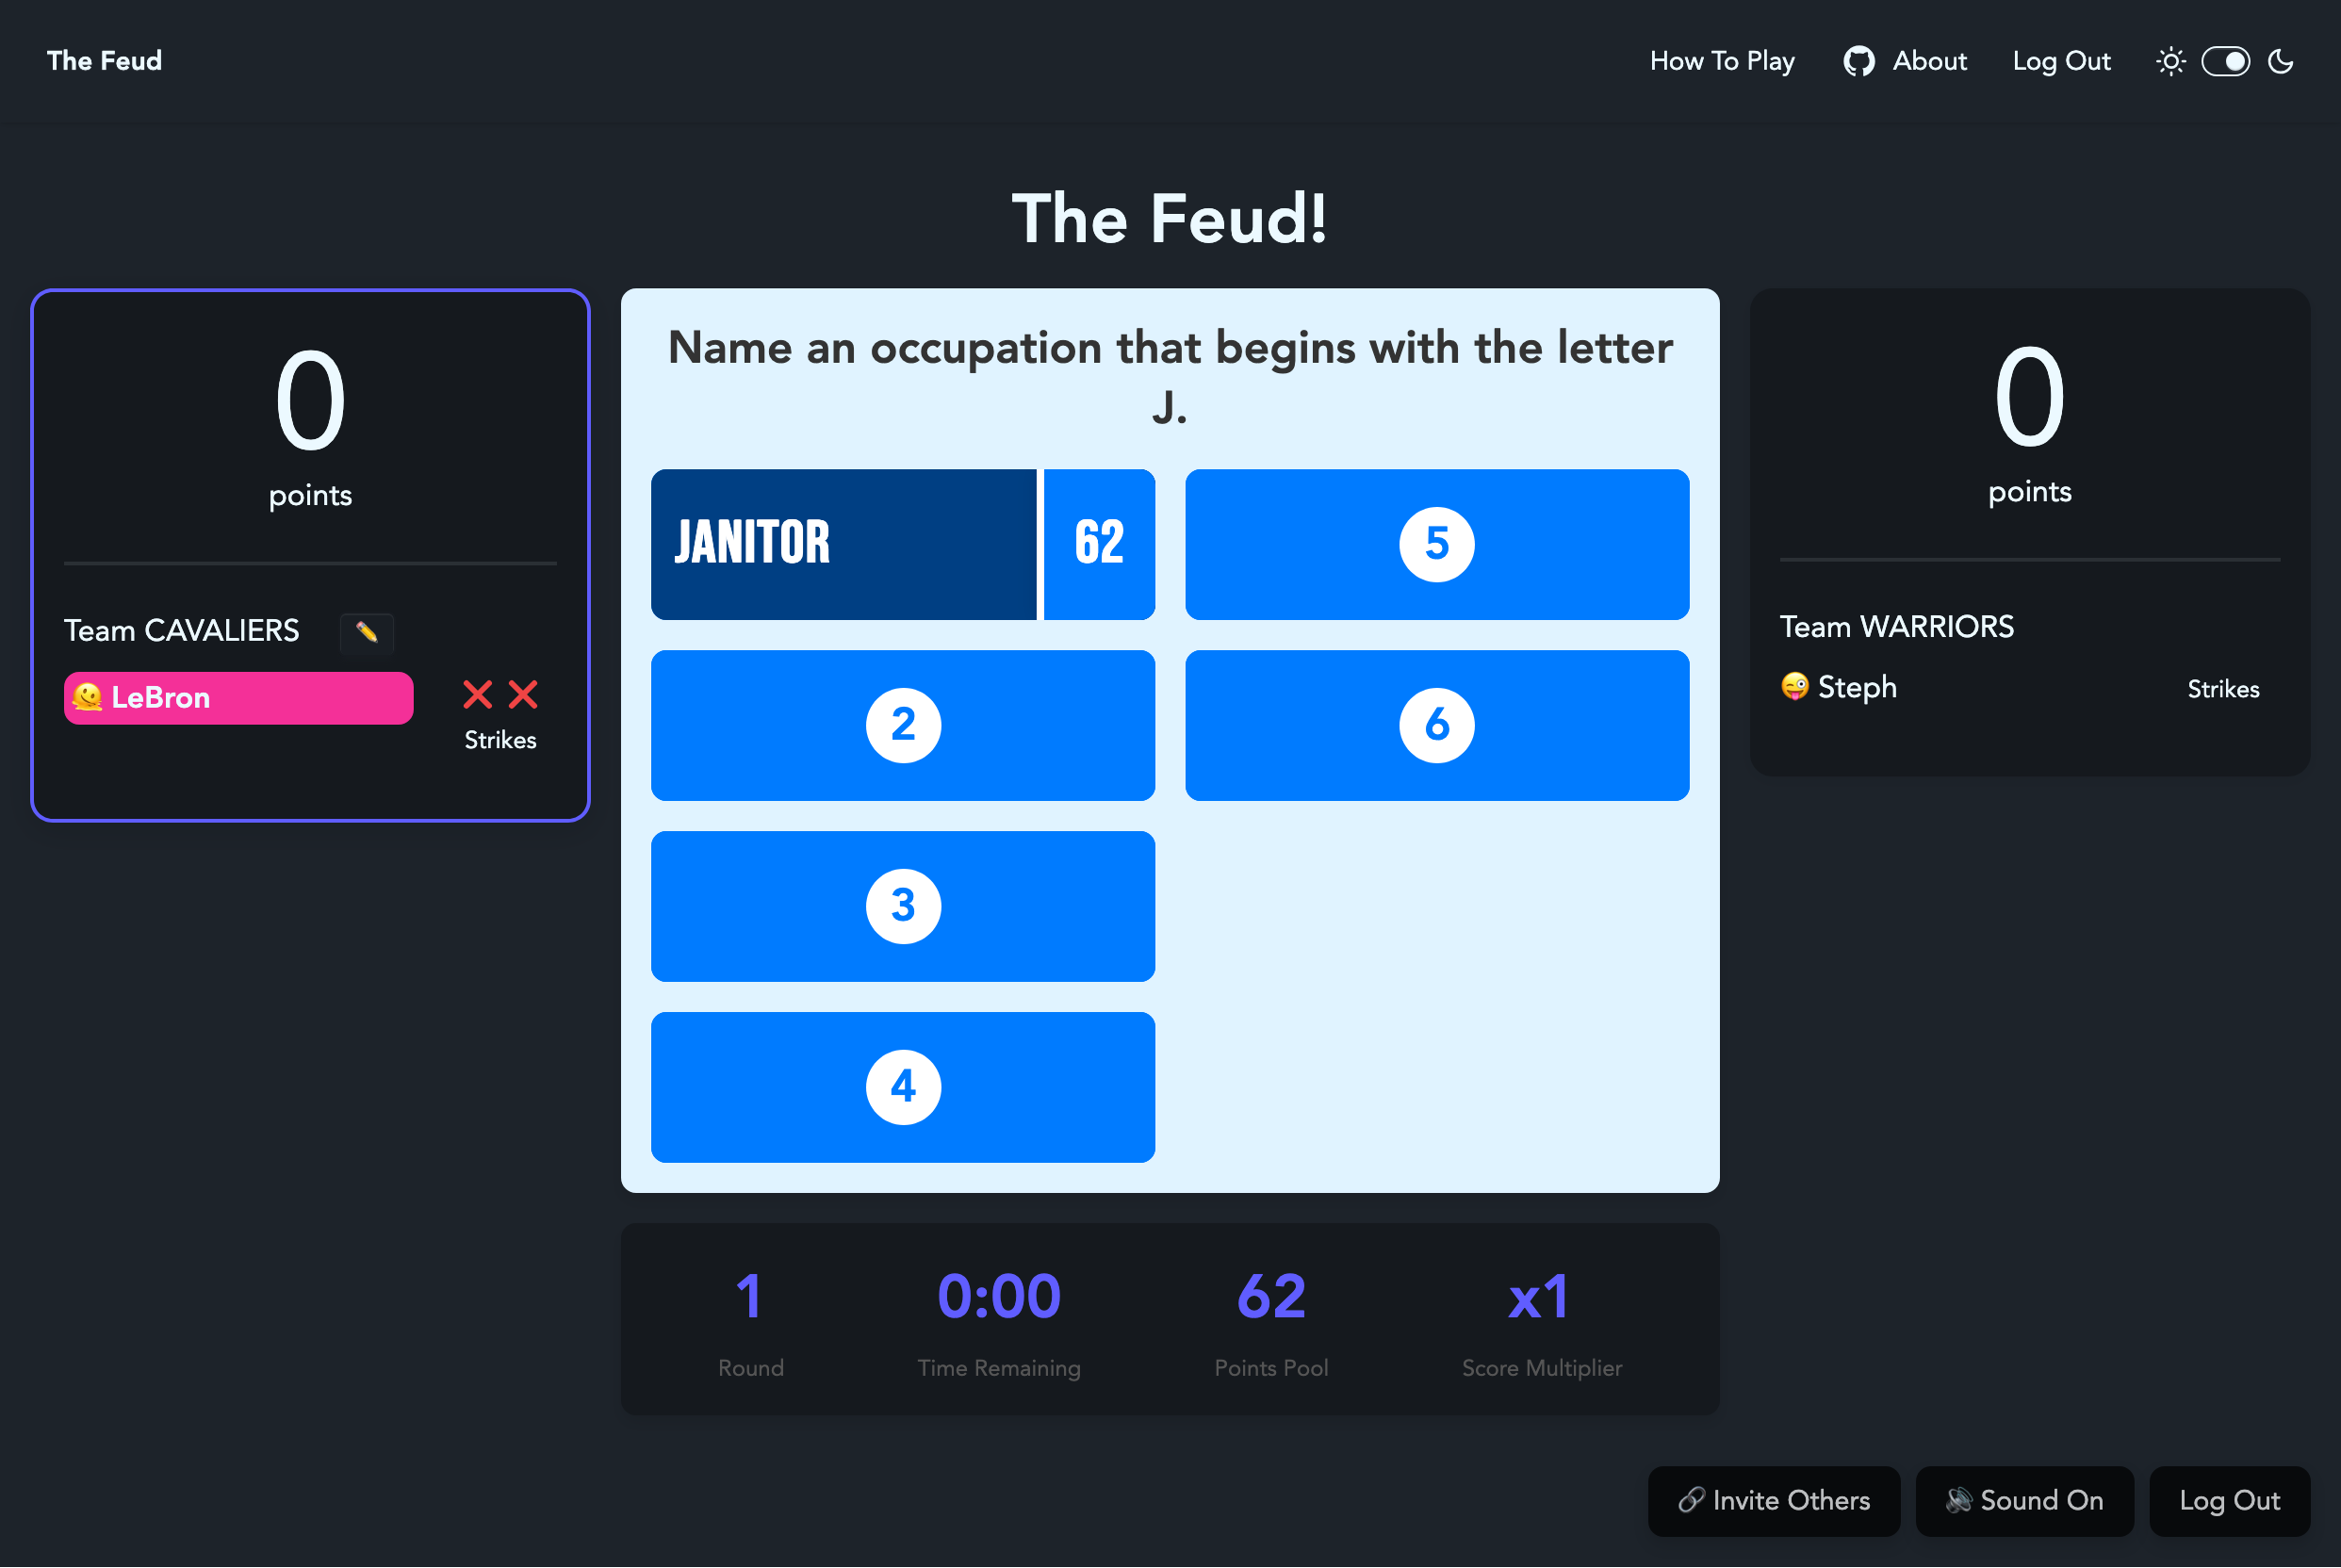 The Feud
How To Play
About
Log Out
The Feud!
0
points
Team CAVALIERS
LeBron
Strikes
Name an occupation that begins with the letter
J.
JANITOR
62
2
3
4
5
6
0
points
Team WARRIORS
Steph
Strikes
1
Round
0:00
Time Remaining
62
Points Pool
x1
Score Multiplier
Invite Others
Sound On
Log Out